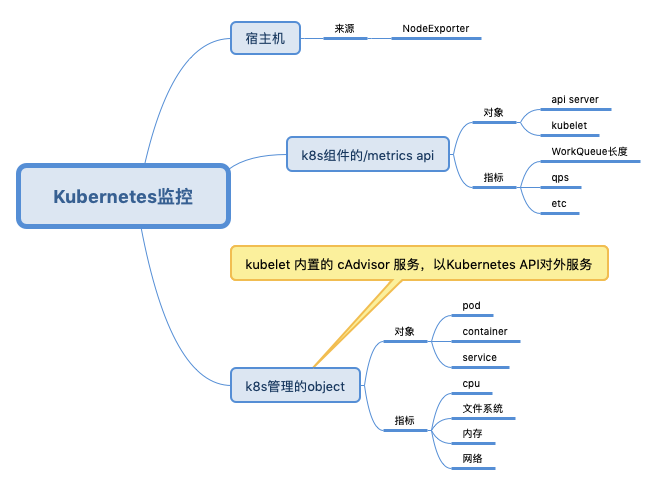 Kubernetes监控
宿主机
来源
NodeExporter
k8s组件的/metrics api
对象
api server
kubelet
指标
WorkQueue长度
qps
etc
kubelet 内置的 cAdvisor 服务，以Kubernetes API对外服务
k8s管理的object
对象
pod
container
service
指标
cpu
文件系统
内存
网络